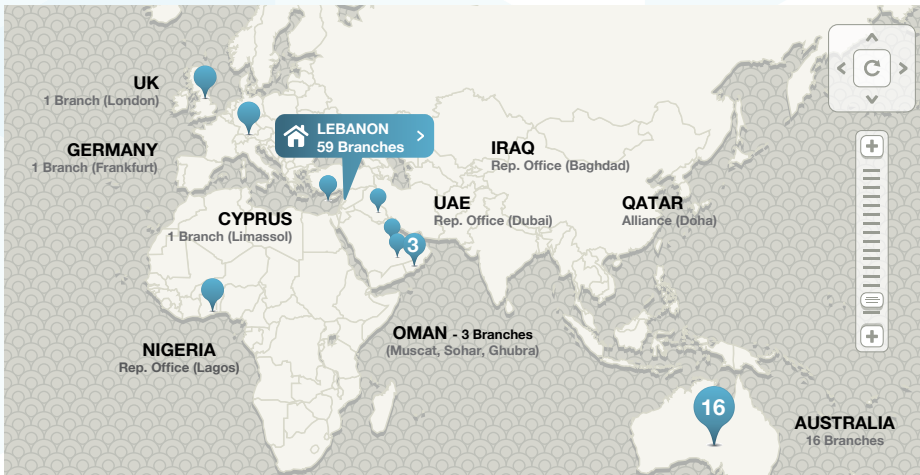 UK
1 Branch (London)
GERMANY
1 Branch (Frankfurt)
LEBANON
59 Branches
IRAQ
Rep. Office (Baghdad)
CYPRUS
1 Branch (Limassol)
UAE
Rep. Office (Dubai)
QATAR
Alliance (Doha)
3
NIGERIA
Rep. Office (Lagos)
OMAN - 3 Branches
(Muscat, Sohar, Ghubra)
16
AUSTRALIA
16 Branches